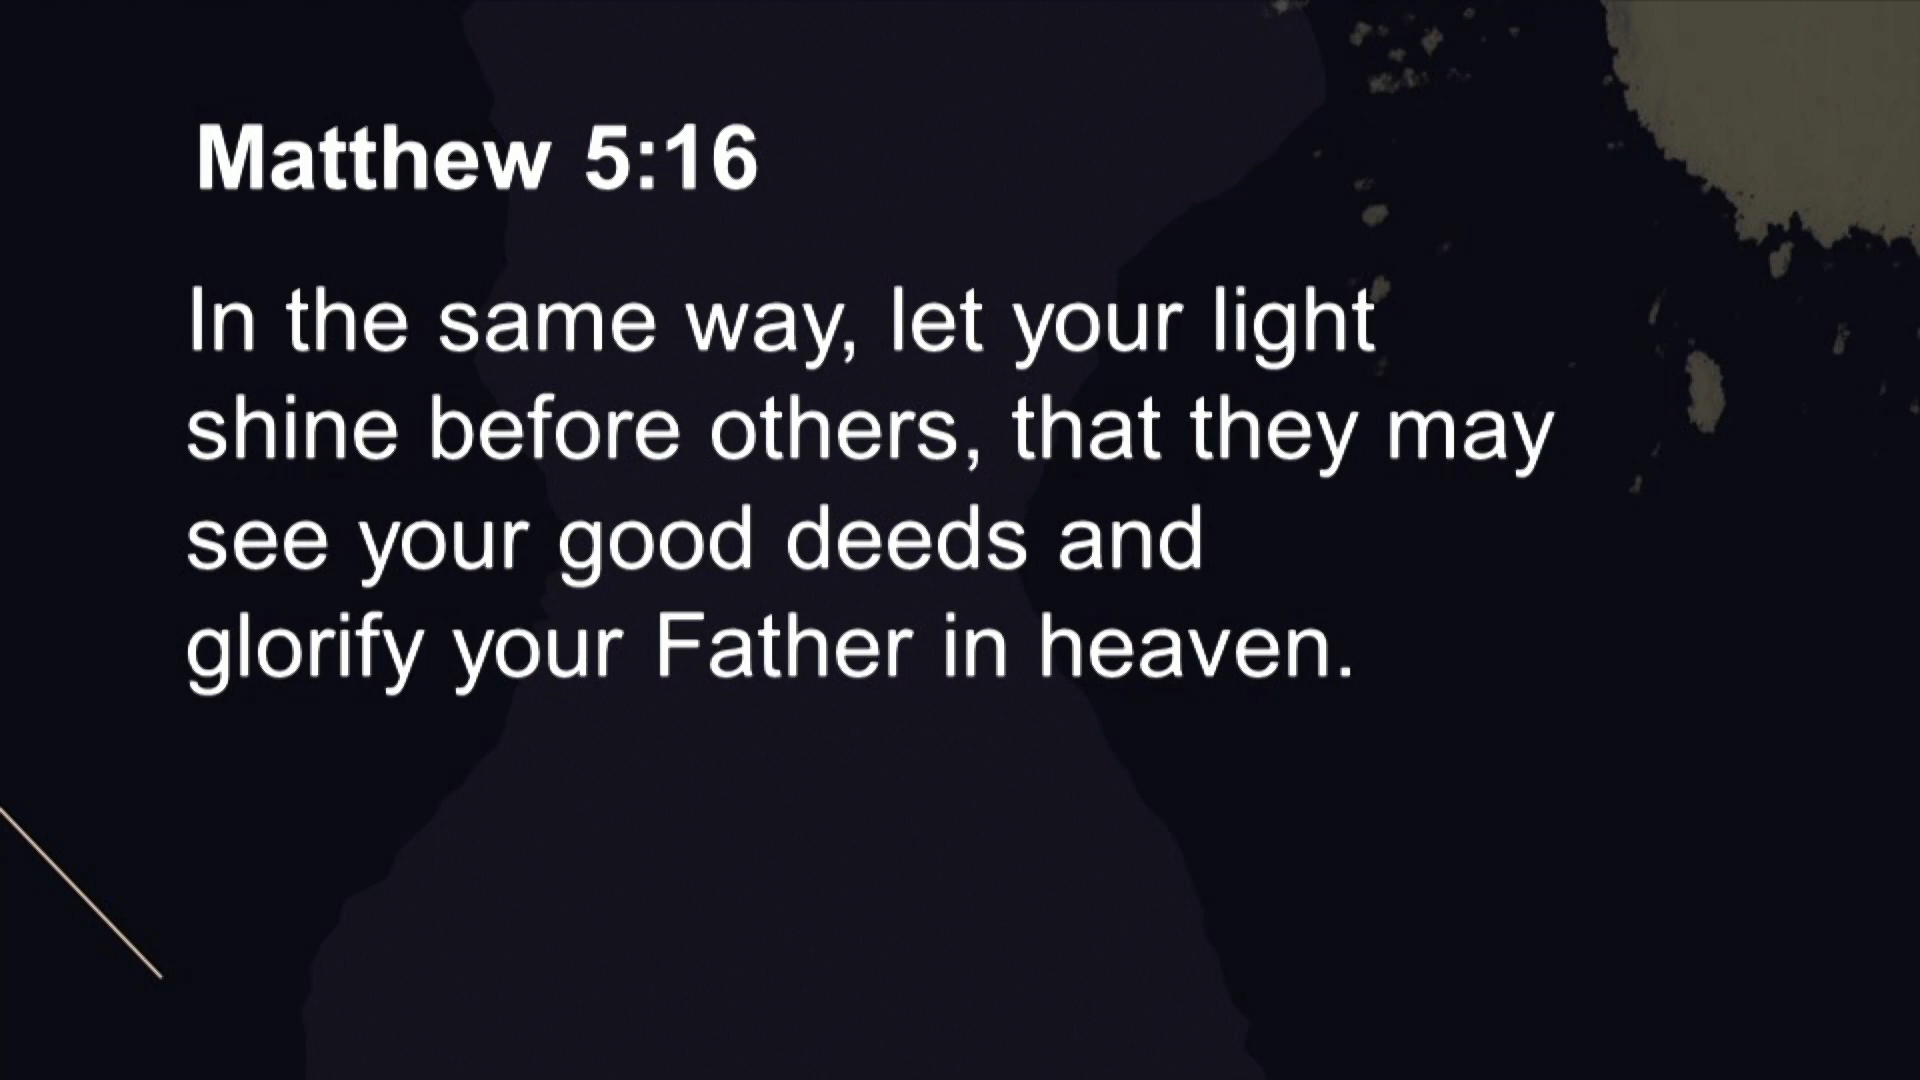 Matthew 5:16
In the same way, let your light
shine before others, that they may
see your good deeds and
glorify your Father in heaven.